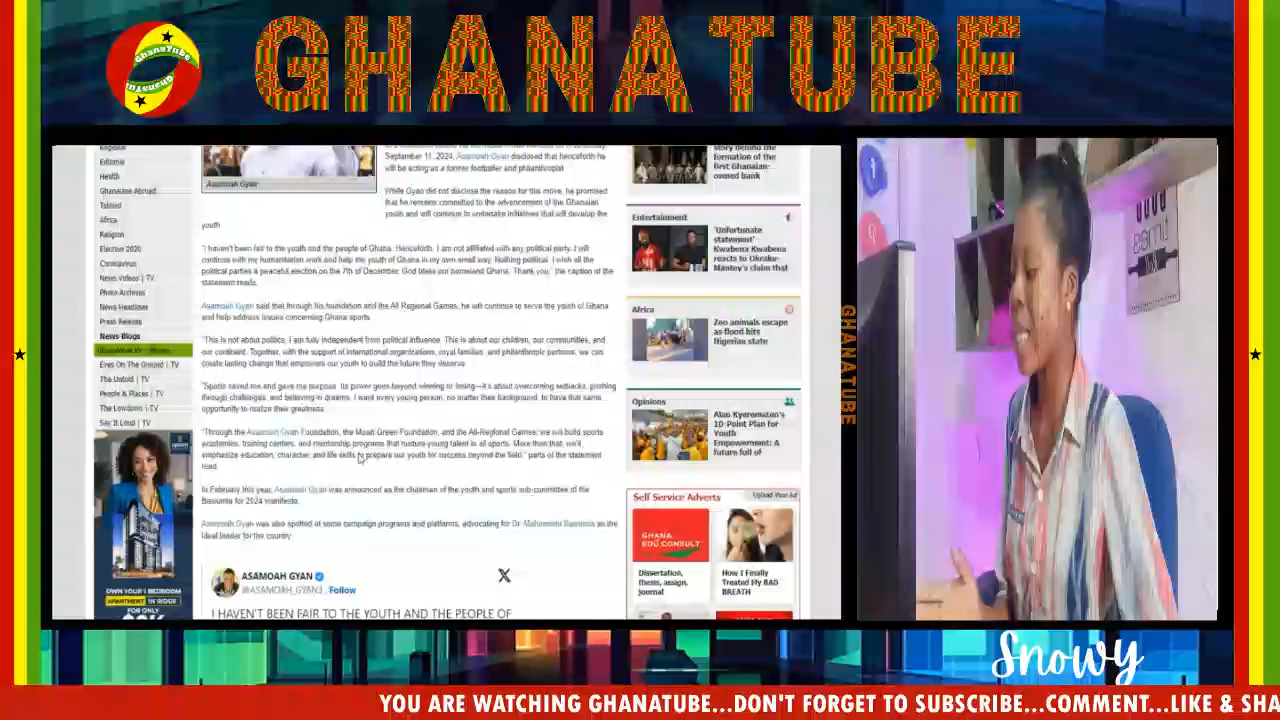 GHANATUBE
GhanaTube
GhanaTube
Editorial
Health
Ghanaians Abroad
Tabloid
Africa
Religion
Election 2020
Coronavirus
News Videos | TV
Photo Archives
News Headlines
Press Release
News Blogs
Eyes On The Ground | TV
The Untold | TV
People & Places | TV
The Lowdown | TV
Say It Loud | TV
OWN YOUR 1 BEDROOM
APARTMENT IN RIDGE
FOR ONLY
Asamoah Gyan
September 11, 2024, Asamoah Gyan disclosed that henceforth he
will be acting as a former footballer and philanthropist
While Gyan did not disclose the reason for this move, he promised
that he remains committed to the advancement of the Ghanaian
youth and will continue to undertake initiatives that will develop the
youth
"I haven't been fair to the youth and the people of Ghana. Henceforth, I am not affiliated with any political party. I will
continue with my humanitarian work and help the youth of Ghana in my own small way. Nothing political. I wish all the
political parties a peaceful election on the 7th of December. God bless our homeland Ghana. Thank you," the caption of the
statement reads.
Asamoah Gyan said that through his foundation and the All Regional Games, he will continue to serve the youth of Ghana
and help address issues concerning Ghana sports.
"This is not about politics, I am fully independent from political influence. This is about our children, our communities, and
our continent. Together, with the support of international organizations, royal families, and philanthropic partners, we can
create lasting change that empowers our youth to build the future they deserve.
"Sports saved me and gave me purpose. Its power goes beyond winning or losing—it's about overcoming setbacks, pushing
through challenges, and believing in dreams. I want every young person, no matter their background, to have that same
opportunity to realize their greatness.
"Through the Asamoah Gyan Foundation, the Moah Green Foundation, and the All-Regional Games, we will build sports
academies, training centers, and mentorship programs that nurture young talent in all sports. More than that, we'll
emphasize education, character, and life skills to prepare our youth for success beyond the field," parts of the statement
read.
In February this year, Asamoah Gyan was announced as the chairman of the youth and sports sub-committee of the
Bawumia for 2024 manifesto.
Asamoah Gyan was also spotted at some campaign programs and platforms, advocating for Dr. Mahamudu Bawumia as the
ideal leader for the country
ASAMOAH GYAN
@ASAMOAH_GYAN3 · Follow
I HAVEN'T BEEN FAIR TO THE YOUTH AND THE PEOPLE OF
story behind the
formation of the
first Ghanaian-
owned bank
Entertainment
'Unfortunate
statement' -
Kwabena Kwabena
reacts to Okraku-
Mantey's claim that
Africa
Zoo animals escape
as flood hits
Nigerian state
Opinions
Alan Kyerematen's
10-Point Plan for
Youth
Empowerment: A
future full of
Self Service Adverts
Upload Your Ad
GHANA
EDU CONSULT
Dissertation,
thesis, assign,
journal
How I Finally
Treated My BAD
BREATH
GHANATUBE
Snowy
YOU ARE WATCHING GHANATUBE...DON'T FORGET TO SUBSCRIBE...COMMENT...LIKE & SHA